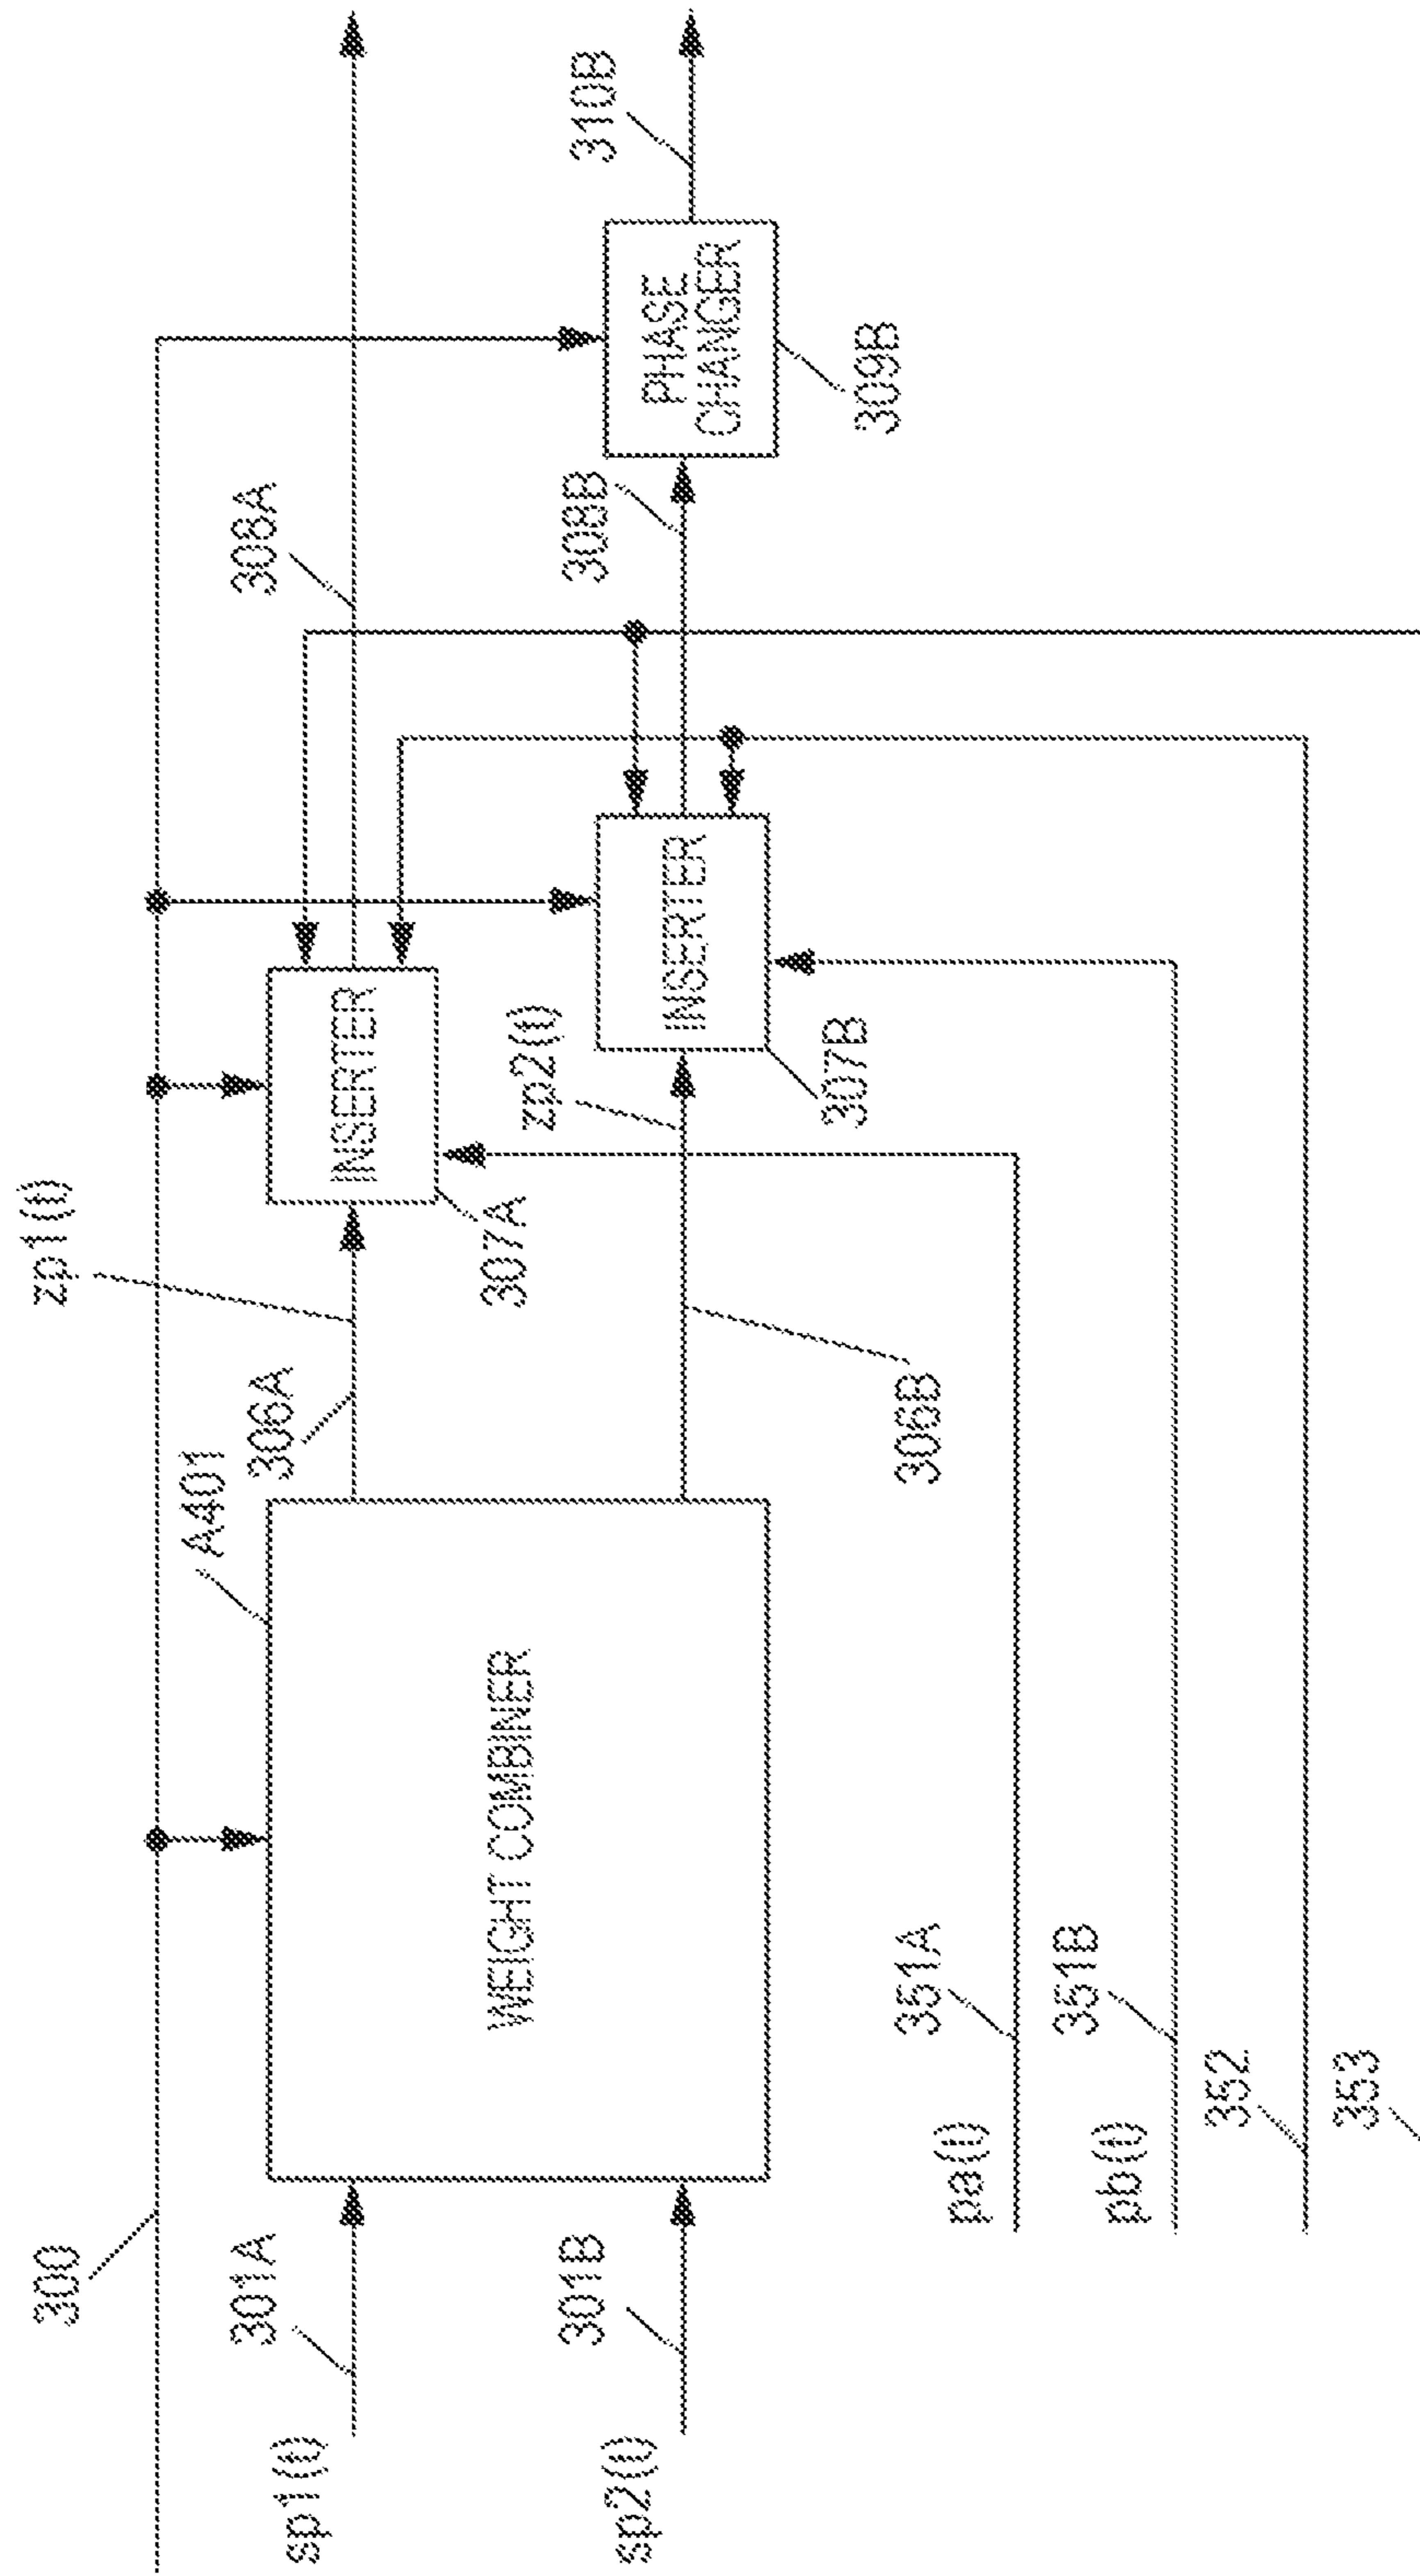 300
sp1(t)
301A
sp2(t)
301B
A401
WEIGHT COMBINER
306A
zp1(t)
306B
zp2(t)
INSERTER
307A
INSERTER
307B
308A
308B
PHASE
CHANGER
309B
310B
pa(t)
351A
pb(t)
351B
352
353